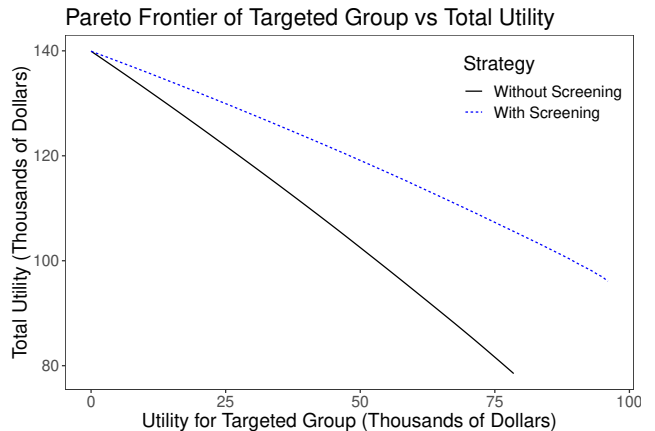 Pareto Frontier of Targeted Group vs Total Utility
Total Utility (Thousands of Dollars)
140
120
100
80
Strategy
Without Screening
With Screening
0 25 50 75 100
Utility for Targeted Group (Thousands of Dollars)